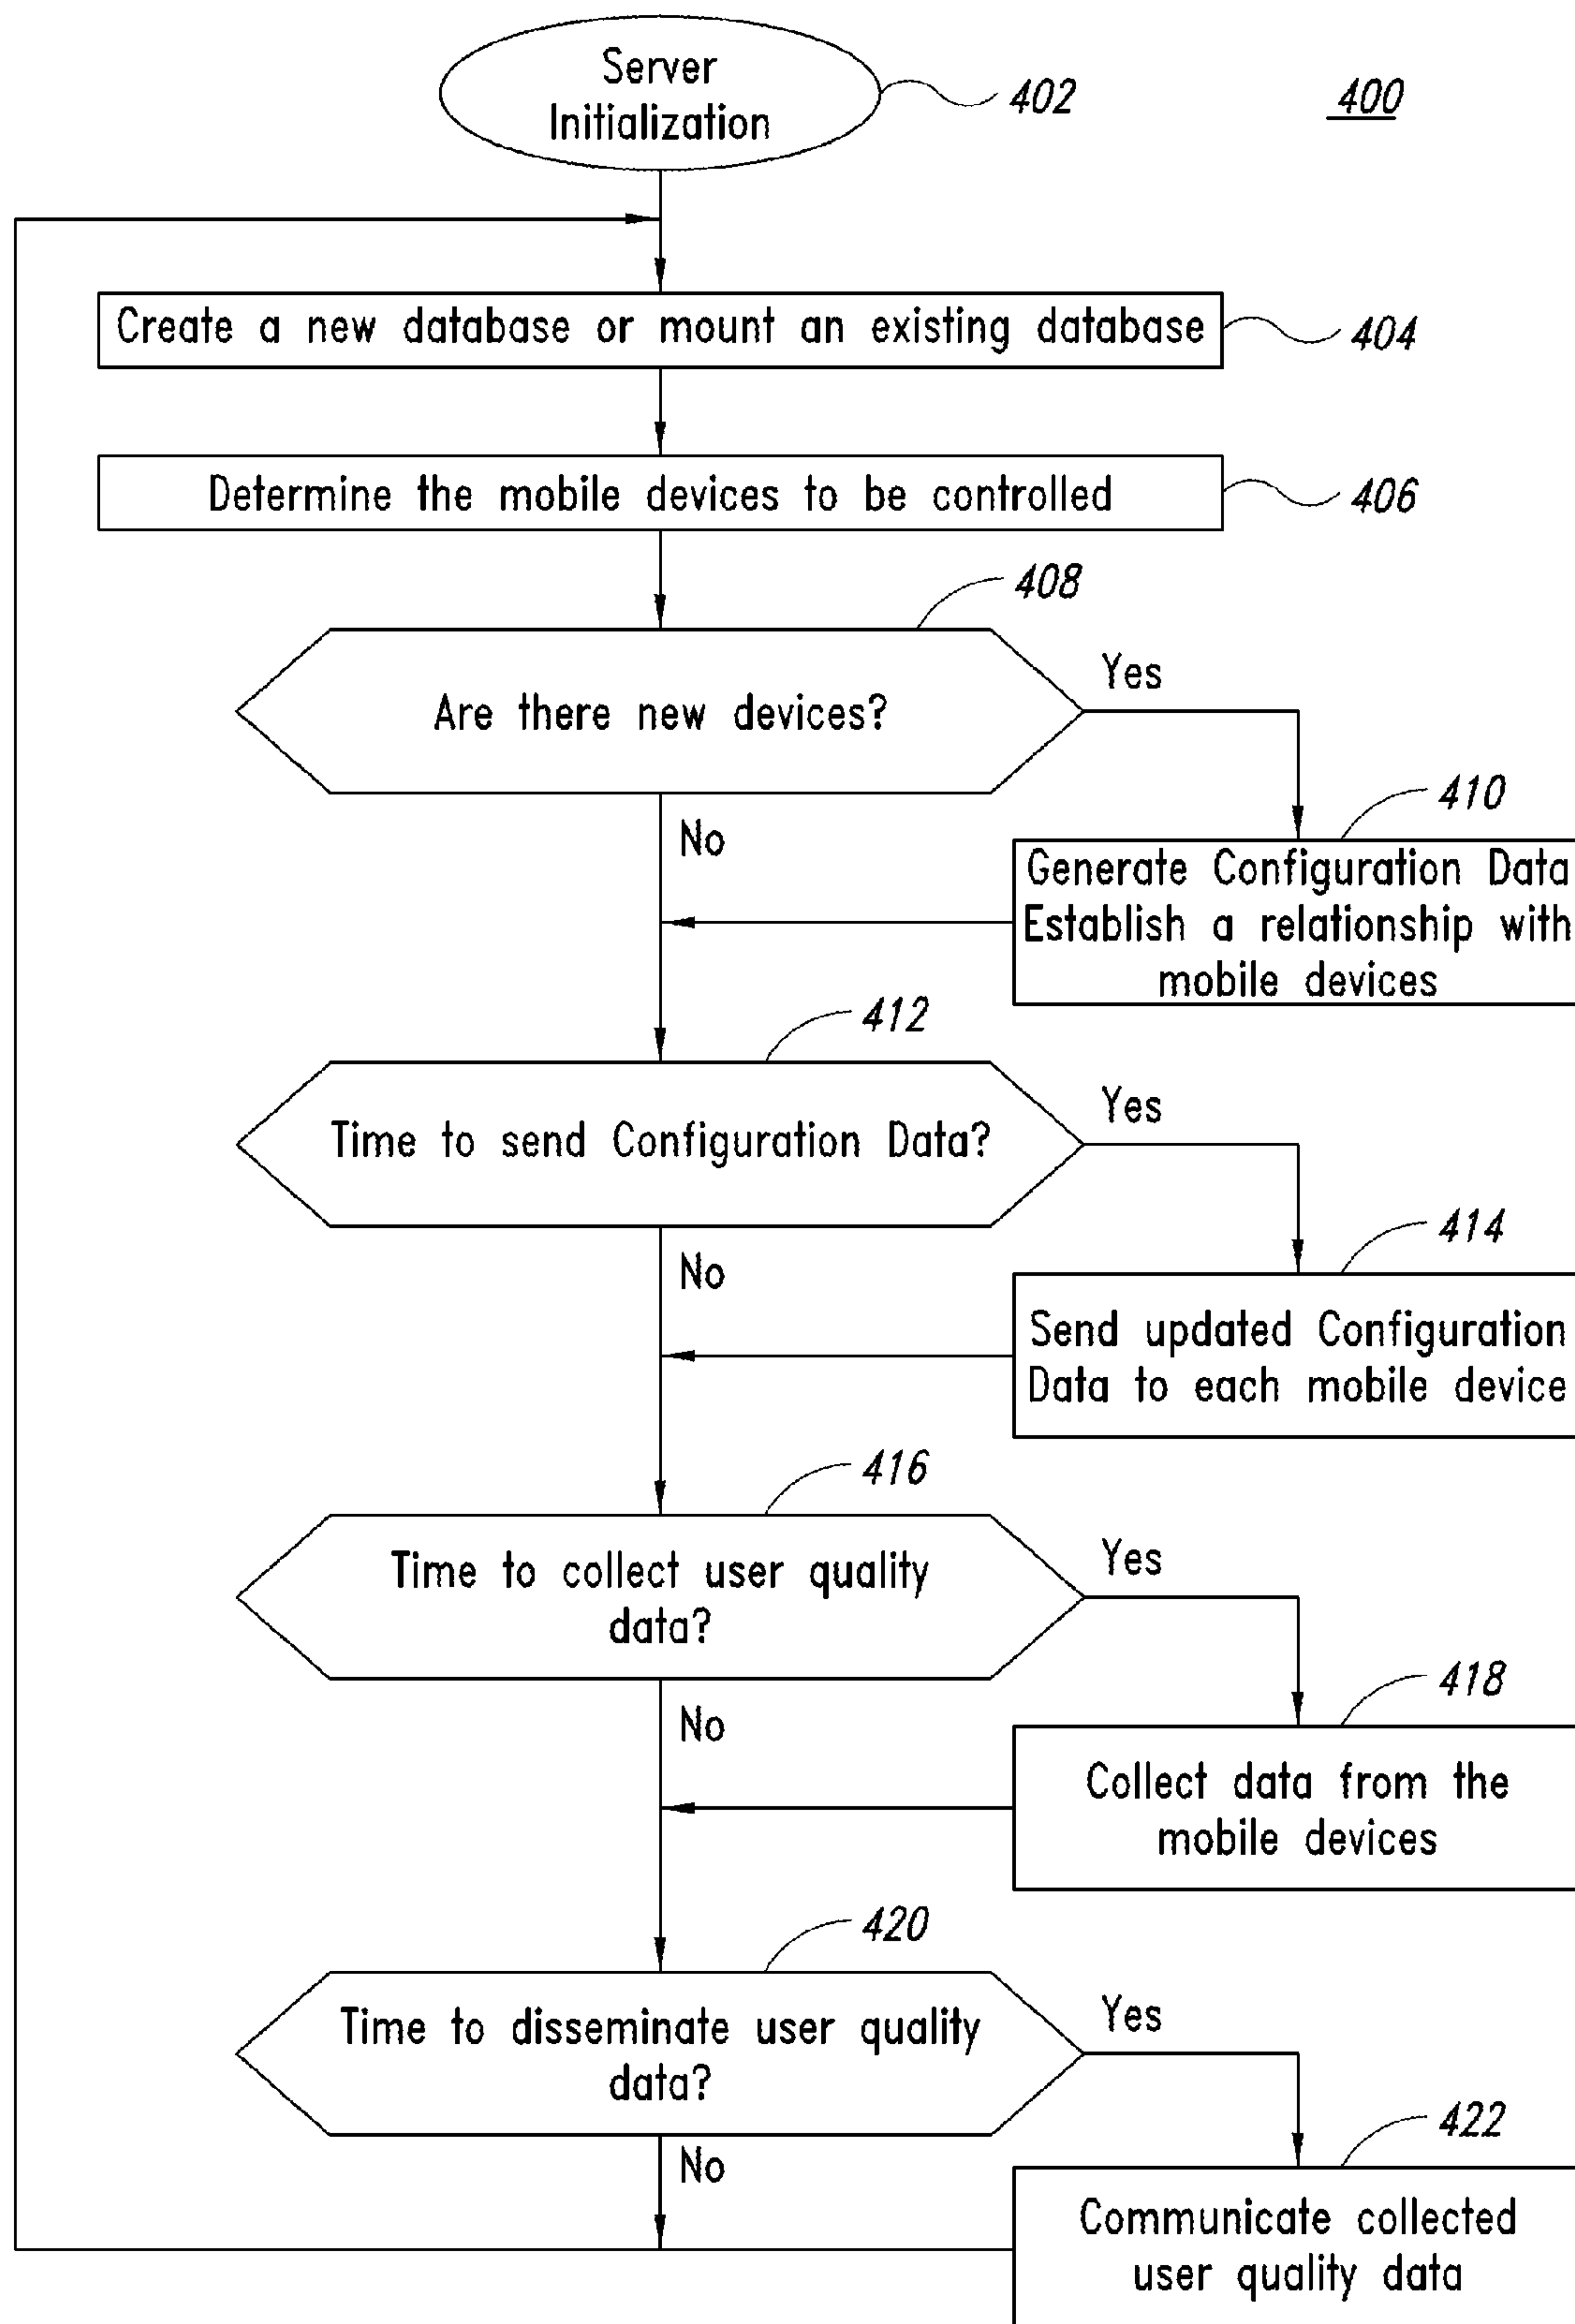 Server
Initialization
402
400
Create a new database or mount an existing database
404
Determine the mobile devices to be controlled
406
408
Are there new devices?
Yes
410
No
Generate Configuration Data
Establish a relationship with
mobile devices
412
Time to send Configuration Data?
Yes
414
No
Send updated Configuration
Data to each mobile device
416
Time to collect user quality
data?
Yes
418
No
Collect data from the
mobile devices
420
Time to disseminate user quality
data?
Yes
422
No
Communicate collected
user quality data